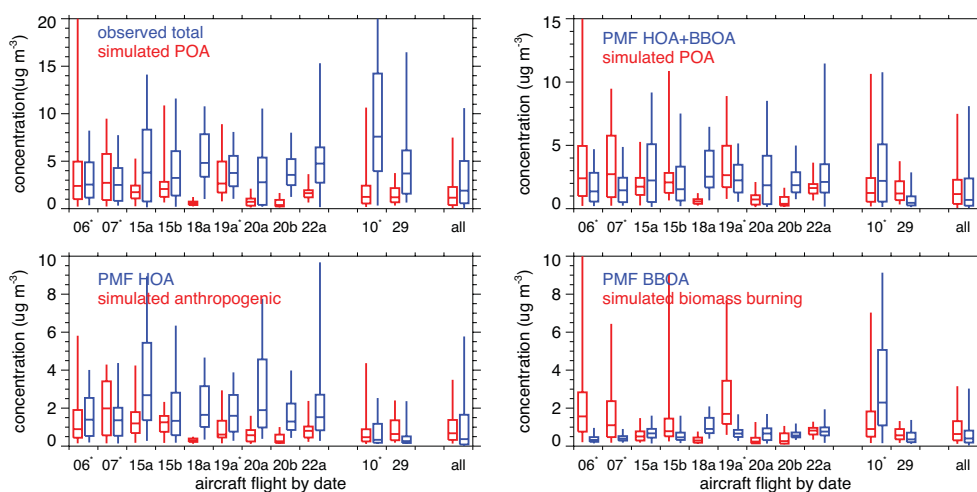 observed total
simulated POA
concentration(ug m⁻³)
20
15
10
5
0
06* 07* 15a 15b 18a 19a* 20a 20b 22a 10* 29 all
PMF HOA+BBOA
simulated POA
concentration (ug m⁻³)
15
10
5
0
06* 07* 15a 15b 18a 19a* 20a 20b 22a 10* 29 all
PMF HOA
simulated anthropogenic
concentration (ug m⁻³)
10
8
6
4
2
0
06* 07* 15a 15b 18a 19a* 20a 20b 22a 10* 29 all
aircraft flight by date
PMF BBOA
simulated biomass burning
concentration (ug m⁻³)
10
8
6
4
2
0
06* 07* 15a 15b 18a 19a* 20a 20b 22a 10* 29 all
aircraft flight by date